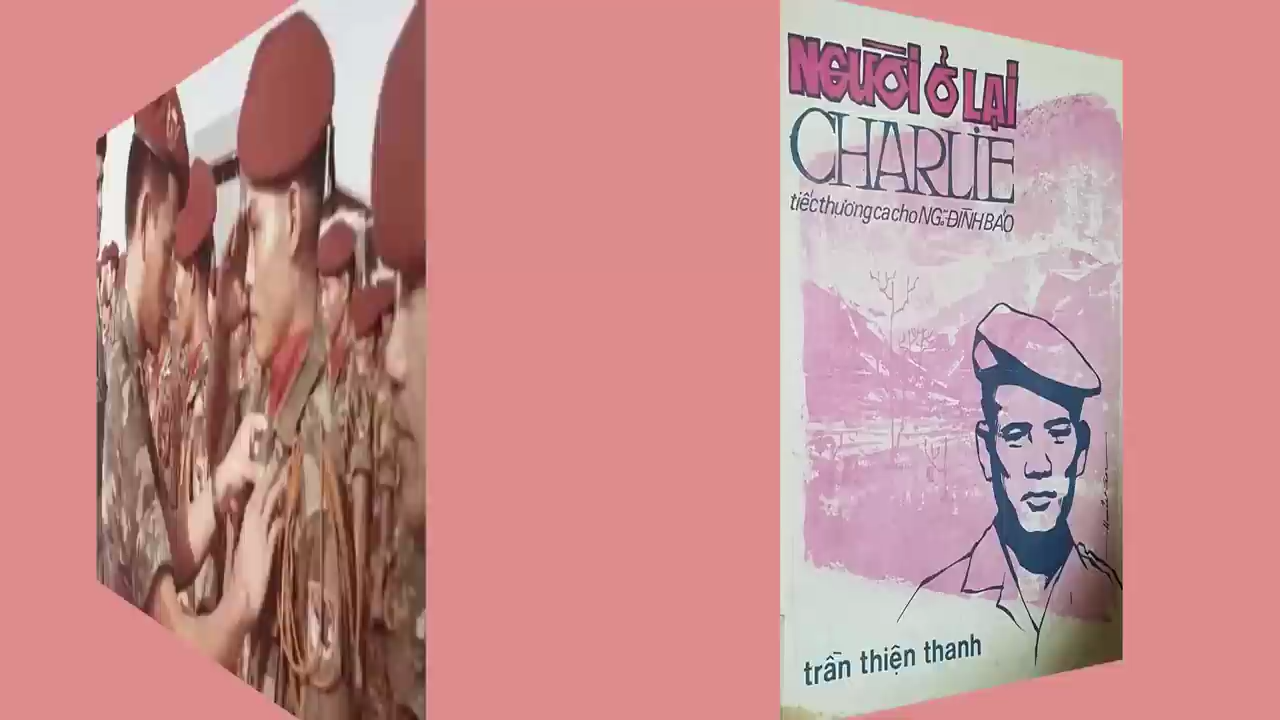 NGƯỜI Ở LẠI
CHARLIE
tiếc thương ca cho NG.~ ĐÌNH BẢO
trần thiện thanh